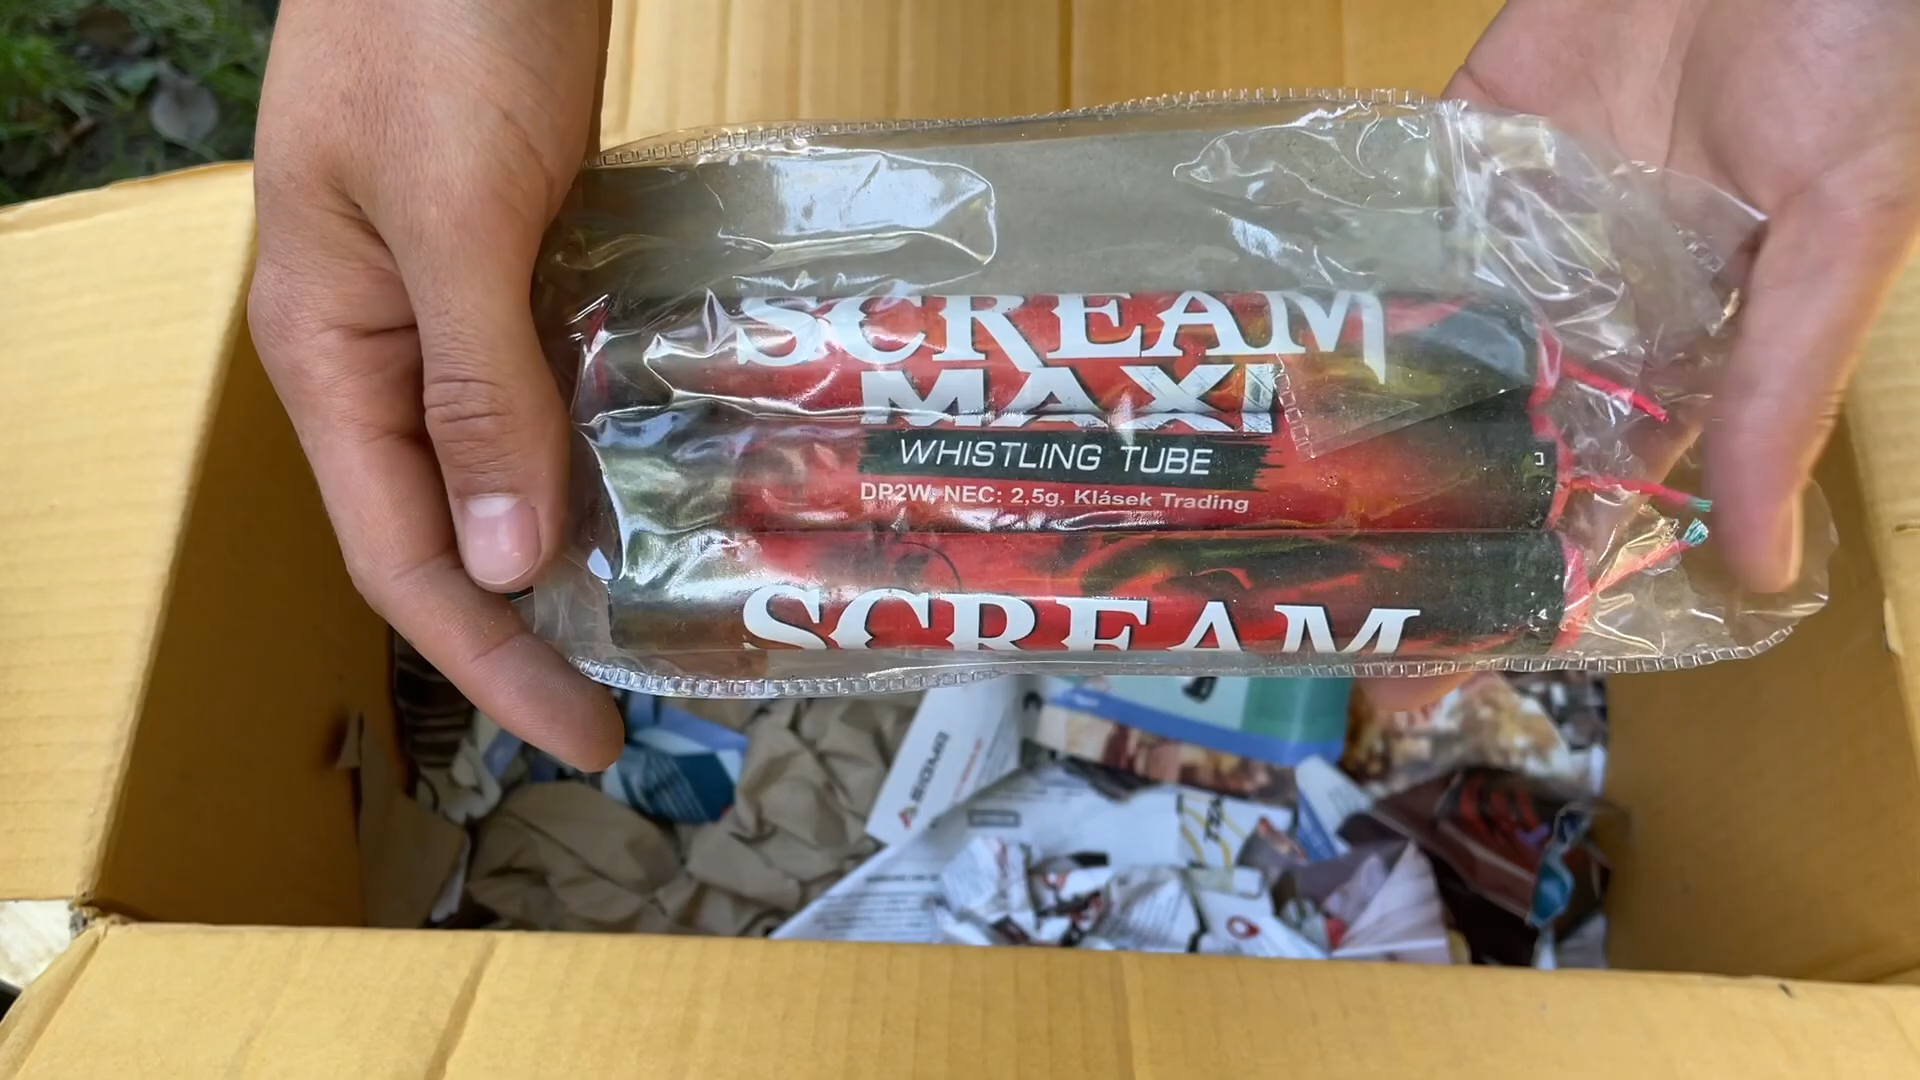 SCREAM
MAXI
WHISTLING TUBE
DP2W, NEC: 2,5g, Klásek Trading
SCREAM